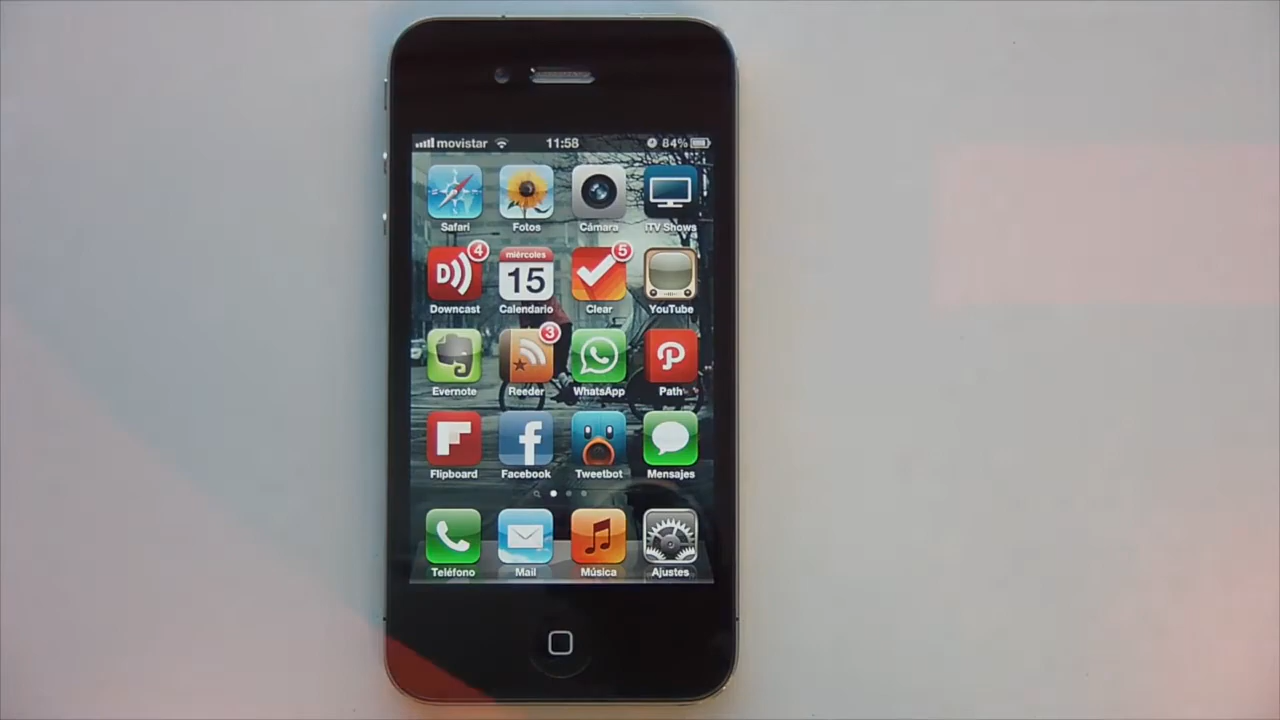 movistar 11:58 84%
Safari Fotos Cámara iTV Shows
4 miércoles 5
D 15
Downcast Calendario Clear YouTube
3
Evernote Reeder WhatsApp Path
Flipboard Facebook Tweetbot Mensajes
Teléfono Mail Música Ajustes